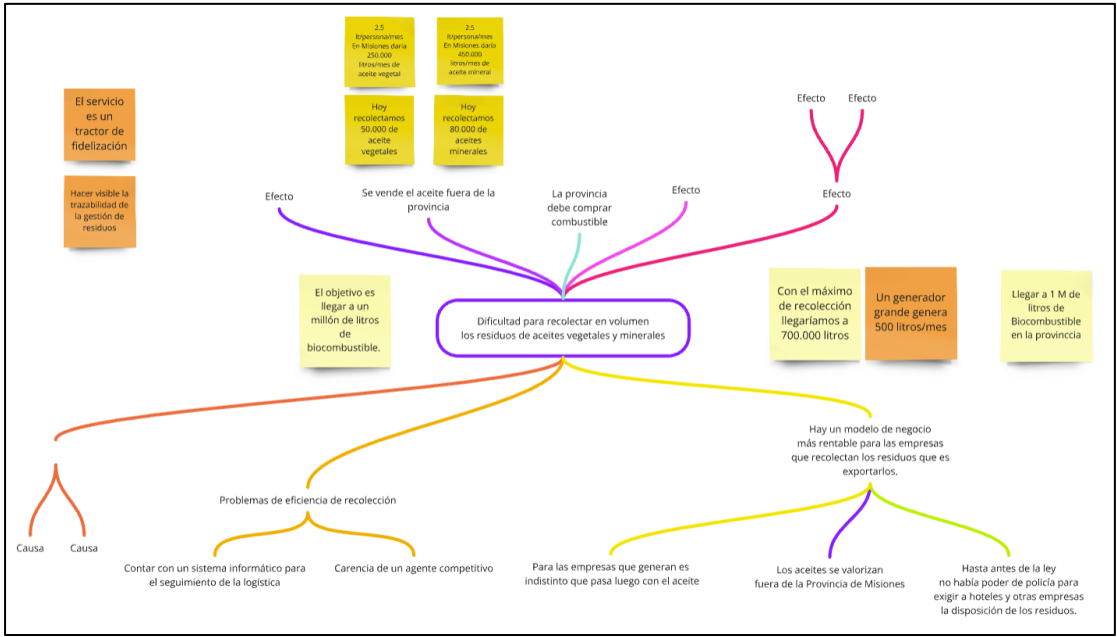 2.5
lt/persona/mes
En Misiones daria
250.000
litros/mes de
aceite vegetal
2.5
lt/persona/mes
En Misiones daría
460.000
litros/mes de
aceite mineral
El servicio
es un
tractor de
fidelización
Hoy
recolectamos
50.000 de
aceite
vegetales
Hoy
recolectamos
80.000 de
aceites
minerales
Efecto
Efecto
Hacer visible la
trazabilidad de
la gestión de
residuos
Efecto
Se vende el aceite fuera de la
provincia
La provincia
debe comprar
combustible
Efecto
Efecto
El objetivo es
llegar a un
millón de litros
de
biocombustible.
Dificultad para recolectar en volumen
los residuos de aceites vegetales y minerales
Con el máximo
de recolección
llegaríamos a
700.000 litros
Un generador
grande genera
500 litros/mes
Llegar a 1 M de
litros de
Biocombustible
en la provinccia
Hay un modelo de negocio
más rentable para las empresas
que recolectan los residuos que es
exportarlos.
Problemas de eficiencia de recolección
Causa
Causa
Contar con un sistema informático para
el seguimiento de la logística
Carencia de un agente competitivo
Para las empresas que generan es
indistinto que pasa luego con el aceite
Los aceites se valorizan
fuera de la Provincia de Misiones
Hasta antes de la ley
no había poder de policía para
exigir a hoteles y otras empresas
la disposición de los residuos.